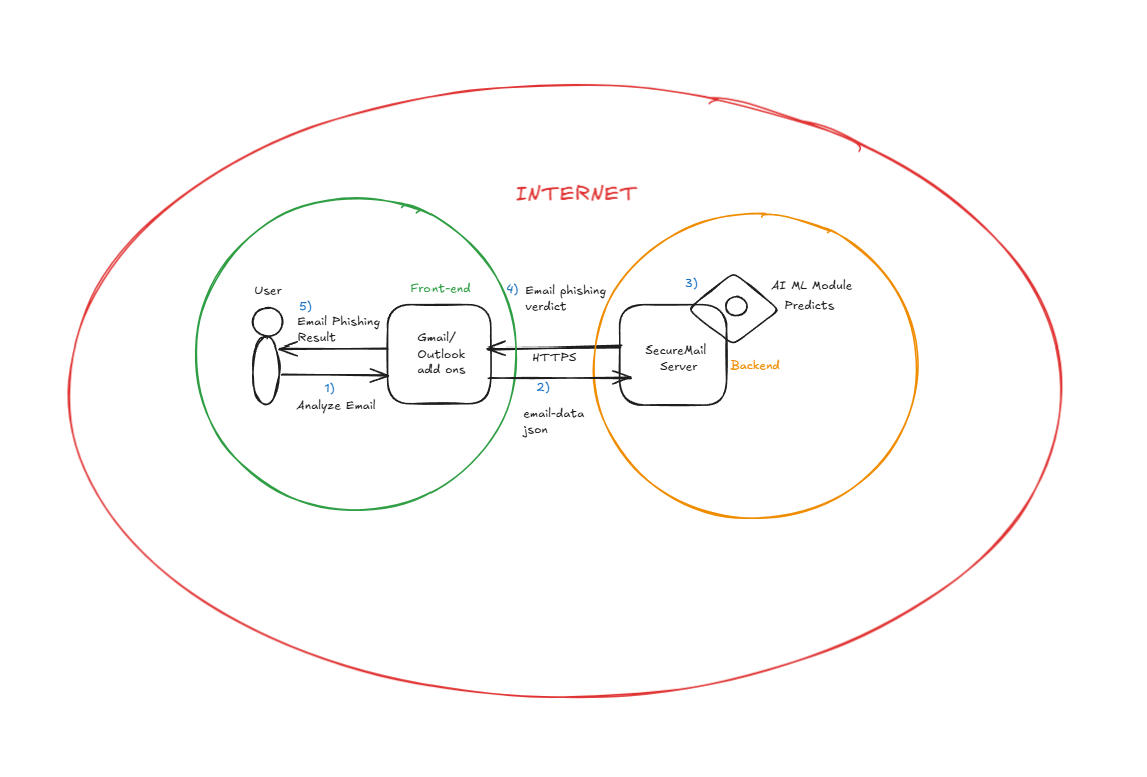 INTERNET
User
5)
Email Phishing
Result
1)
Analyze Email
Front-end
Gmail/
Outlook
add ons
4)
Email phishing
verdict
HTTPS
2)
email-data
json
3)
AI ML Module
Predicts
SecureMail
Server
Backend